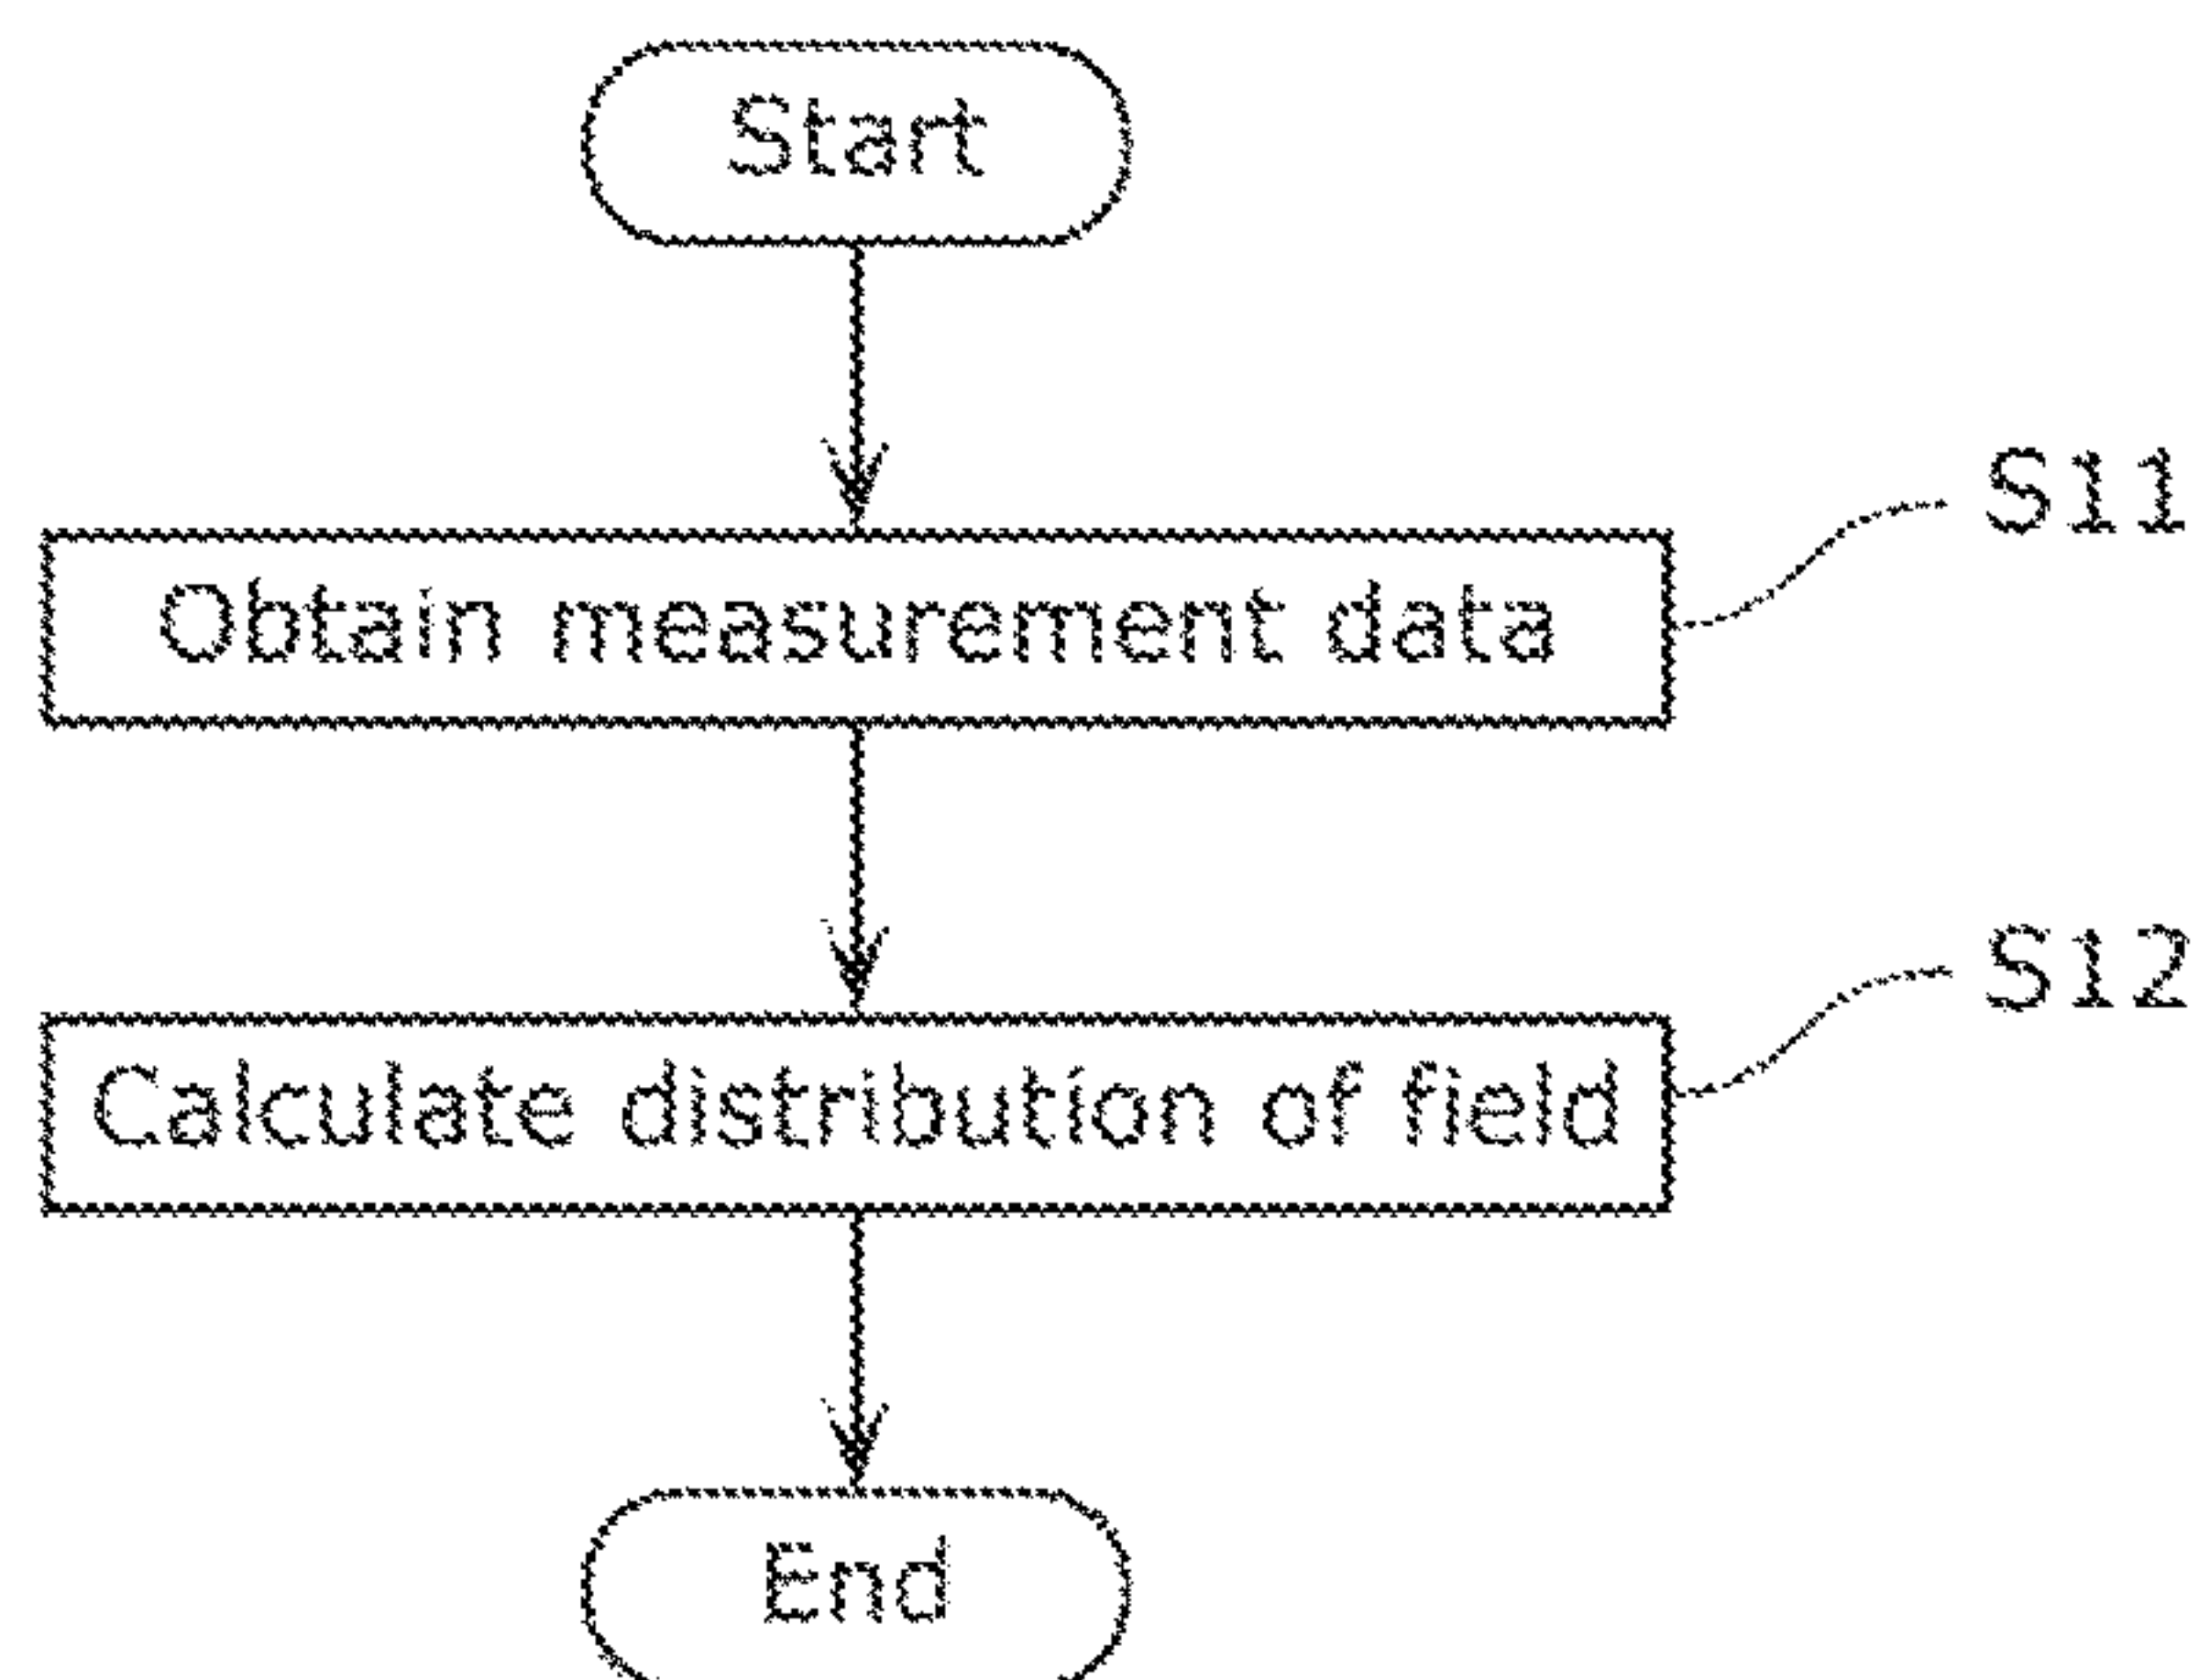 Start
S11
Obtain measurement data
S12
Calculate distribution of field
End